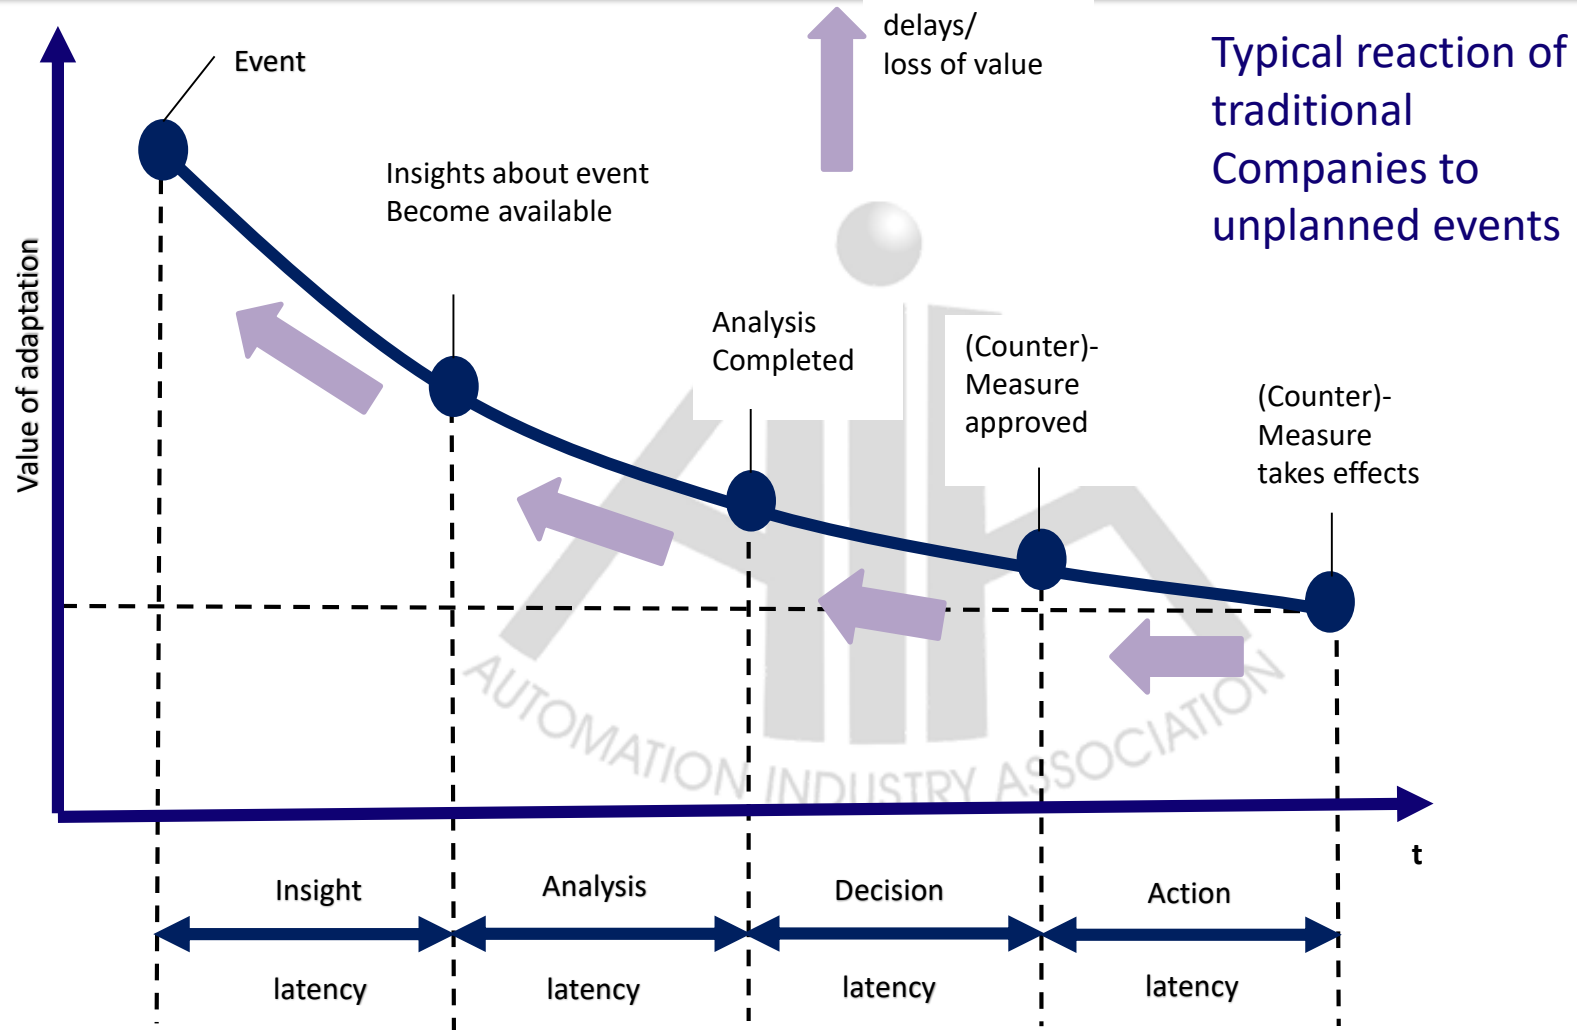 delays/
loss of value
Typical reaction of
traditional
Companies to
unplanned events
Event
Insights about event
Become available
Analysis
Completed
(Counter)-
Measure
approved
(Counter)-
Measure
takes effects
Value of adaptation
AUTOMATION INDUSTRY ASSOCIATION
t
Insight
latency
Analysis
latency
Decision
latency
Action
latency